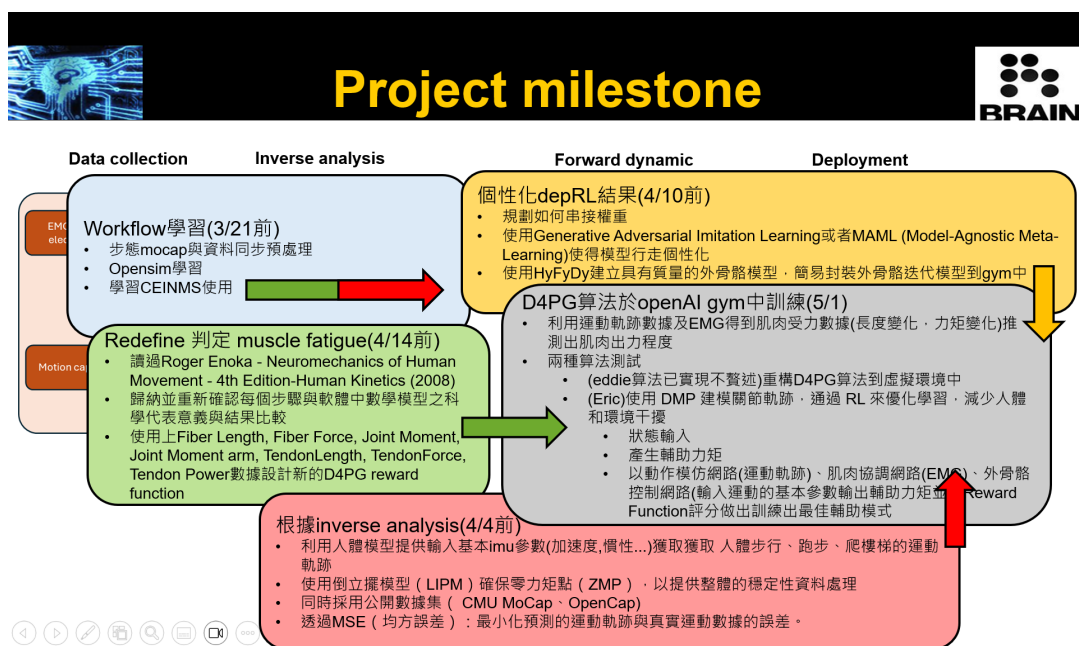 Project milestone
BRAIN
Data collection
Inverse analysis
Forward dynamic
Deployment
EMG
elec
Motion cap
Workflow學習(3/21前)
• 步態mocap與資料同步預處理
• Opensim學習
• 學習CEINMS使用
個性化depRL結果(4/10前)
• 規劃如何串接權重
• 使用Generative Adversarial Imitation Learning或者MAML (Model-Agnostic Meta-
Learning)使得模型行走個性化
• 使用HyFyDy建立具有質量的外骨骼模型，簡易封裝外骨骼迭代模型到gym中
Redefine 判定 muscle fatigue(4/14前)
• 讀過Roger Enoka - Neuromechanics of Human
Movement - 4th Edition-Human Kinetics (2008)
• 歸納並重新確認每個步驟與軟體中數學模型之科
學代表意義與結果比較
• 使用上Fiber Length, Fiber Force, Joint Moment,
Joint Moment arm, TendonLength, TendonForce,
Tendon Power數據設計新的D4PG reward
function
D4PG算法於openAI gym中訓練(5/1)
• 利用運動軌跡數據及EMG得到肌肉受力數據(長度變化，力矩變化)推
測出肌肉出力程度
• 兩種算法測試
• (eddie算法已實現不贅述)重構D4PG算法到虛擬環境中
• (Eric)使用 DMP 建模關節軌跡，通過 RL 來優化學習，減少人體
和環境干擾
• 狀態輸入
• 產生輔助力矩
• 以動作模仿網路(運動軌跡)、肌肉協調網路(EMG)、外骨骼
控制網路(輸入運動的基本參數輸出輔助力矩並 Reward
Function評分做出訓練出最佳輔助模式
根據inverse analysis(4/4前)
• 利用人體模型提供輸入基本imu參數(加速度,慣性...)獲取獲取 人體步行、跑步、爬樓梯的運動
軌跡
• 使用倒立擺模型（LIPM）確保零力矩點（ZMP），以提供整體的穩定性資料處理
• 同時採用公開數據集（ CMU MoCap、OpenCap)
• 透過MSE（均方誤差）：最小化預測的運動軌跡與真實運動數據的誤差。